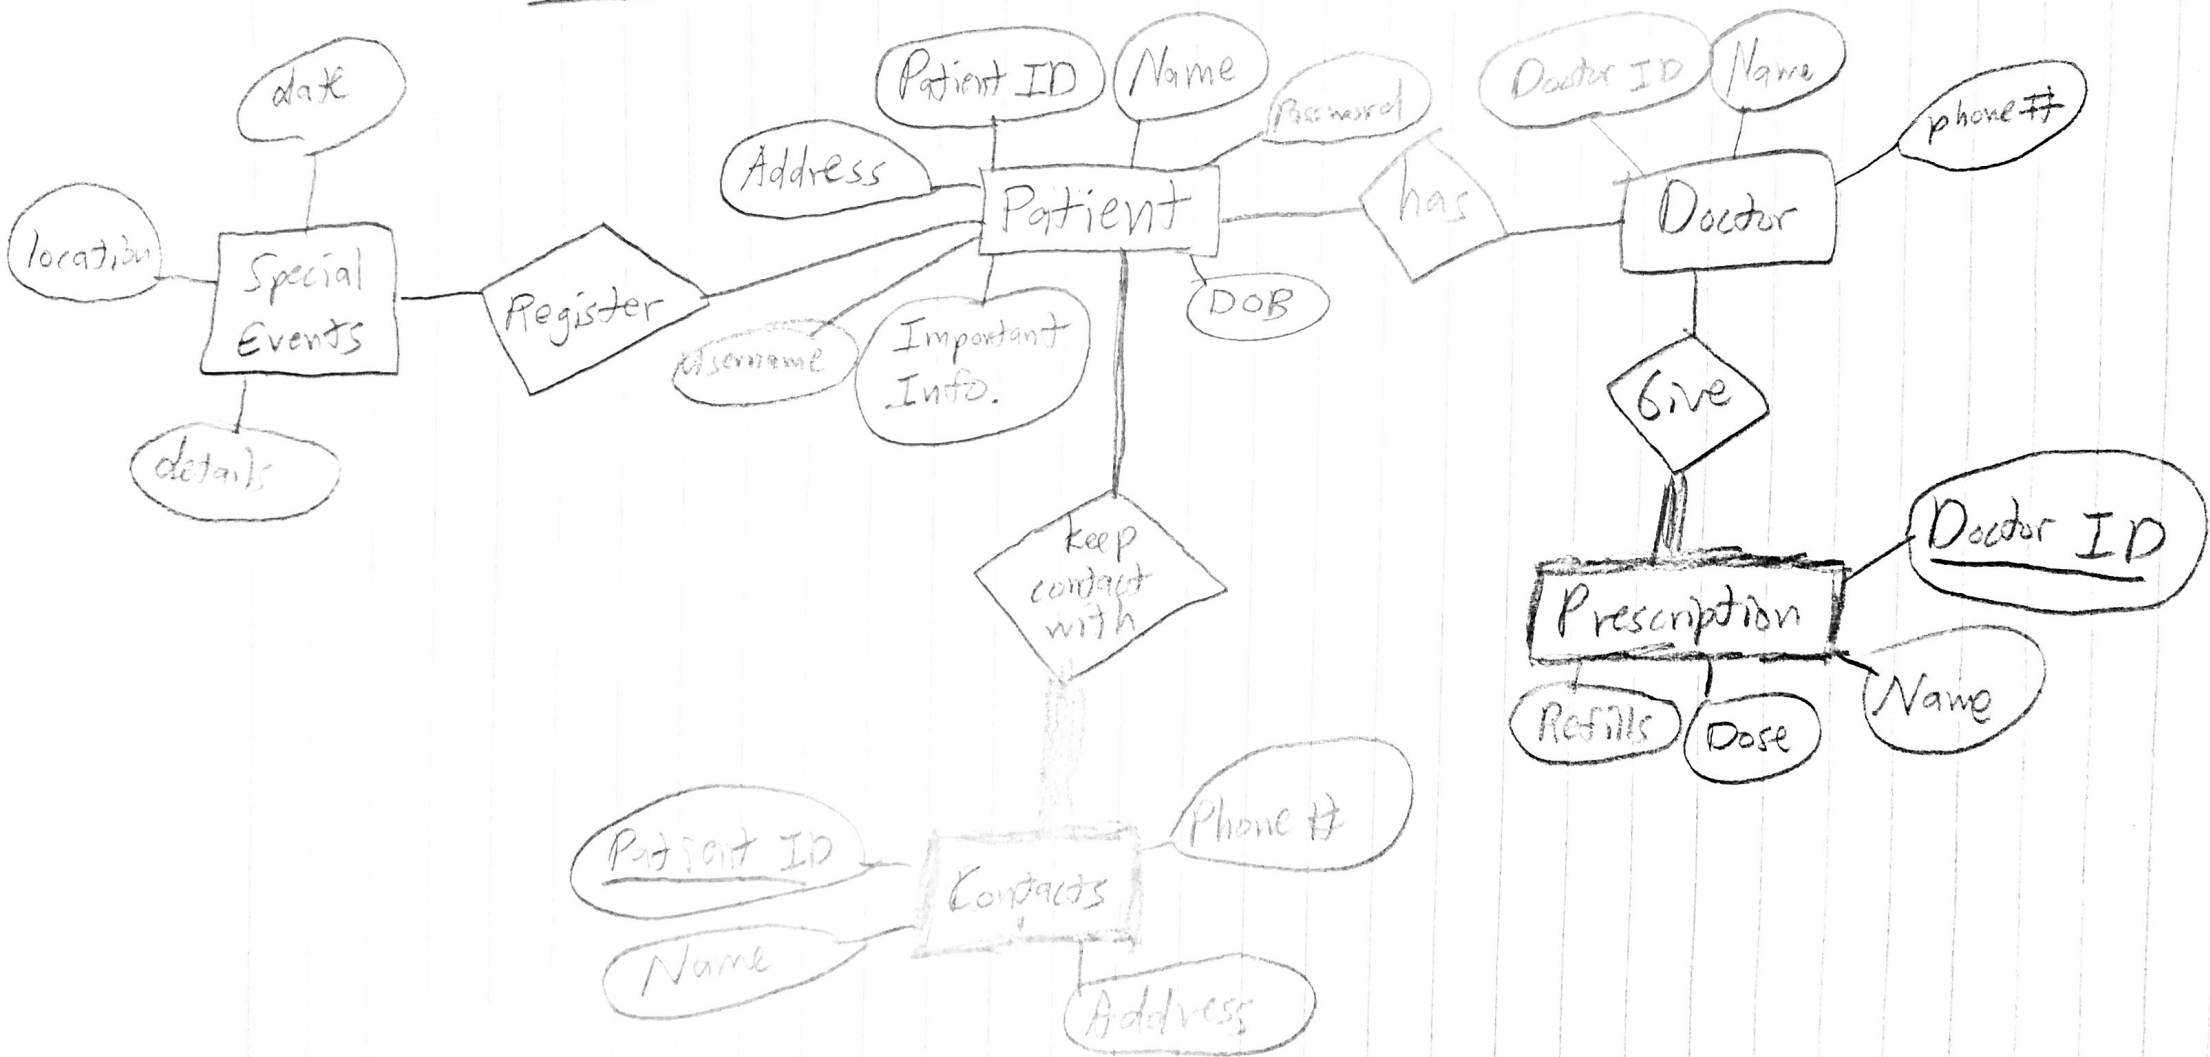 date
location
Special
Events
details
Register
Patient ID
Name
Password
Address
Patient
Username
Important
Info.
DOB
has
Doctor ID
Name
phone #
Doctor
Give
Doctor ID
Prescription
Refills
Dose
Name
keep
contact
with
Patient ID
Phone #
Contacts
Name
Address